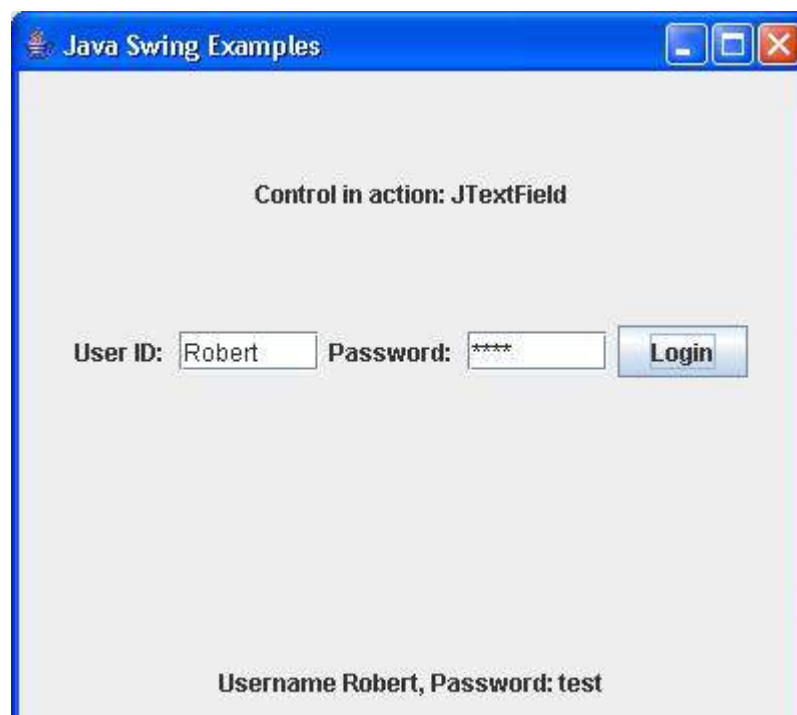 Java Swing Examples
Control in action: JTextField
User ID: Robert Password: **** Login
Username Robert, Password: test